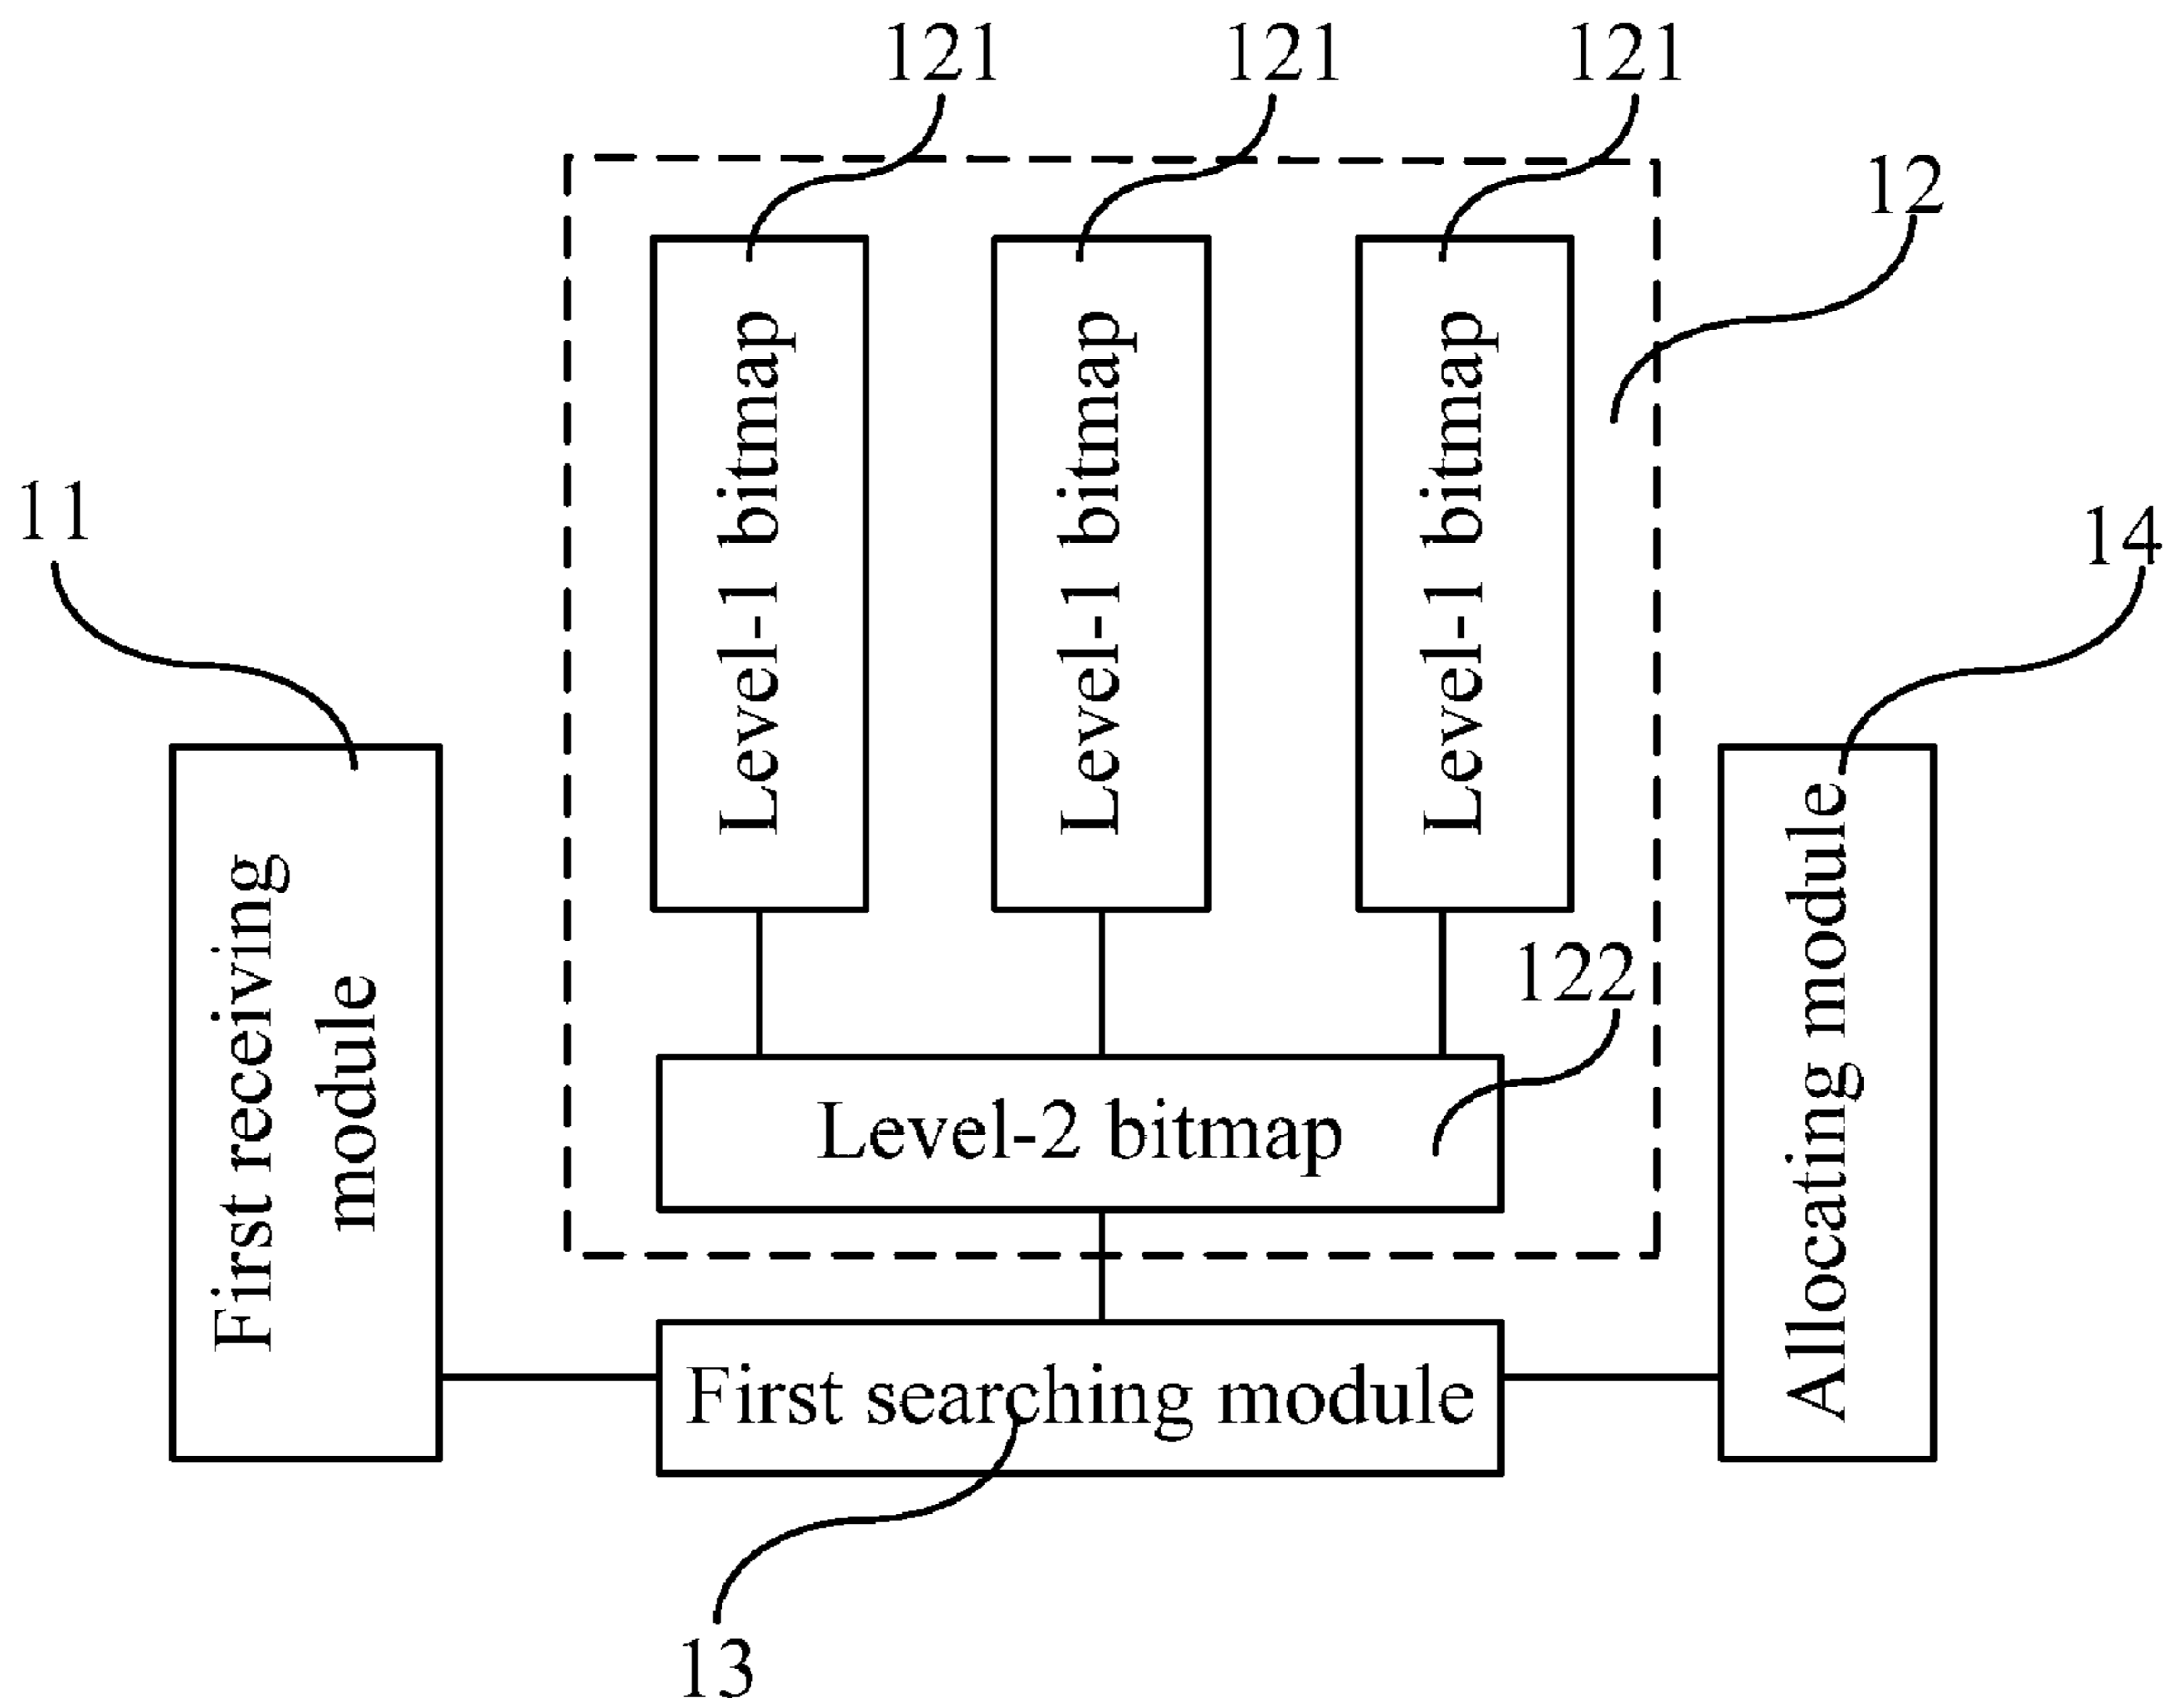 121
121
121
12
11
14
Level-1 bitmap
Level-1 bitmap
Level-1 bitmap
First receiving
module
Allocating module
122
Level-2 bitmap
First searching module
13